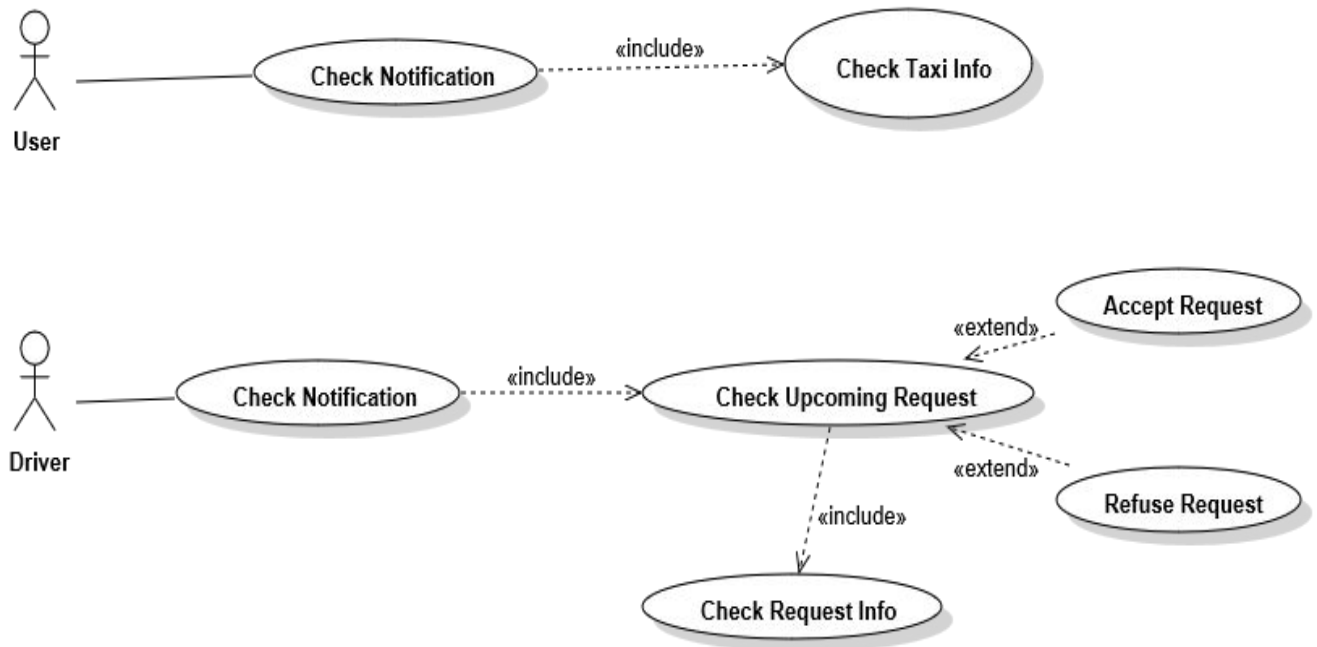 «include»
Check Notification
Check Taxi Info
User
Accept Request
«extend»
Check Notification
«include»
Check Upcoming Request
Driver
«extend»
Refuse Request
«include»
Check Request Info